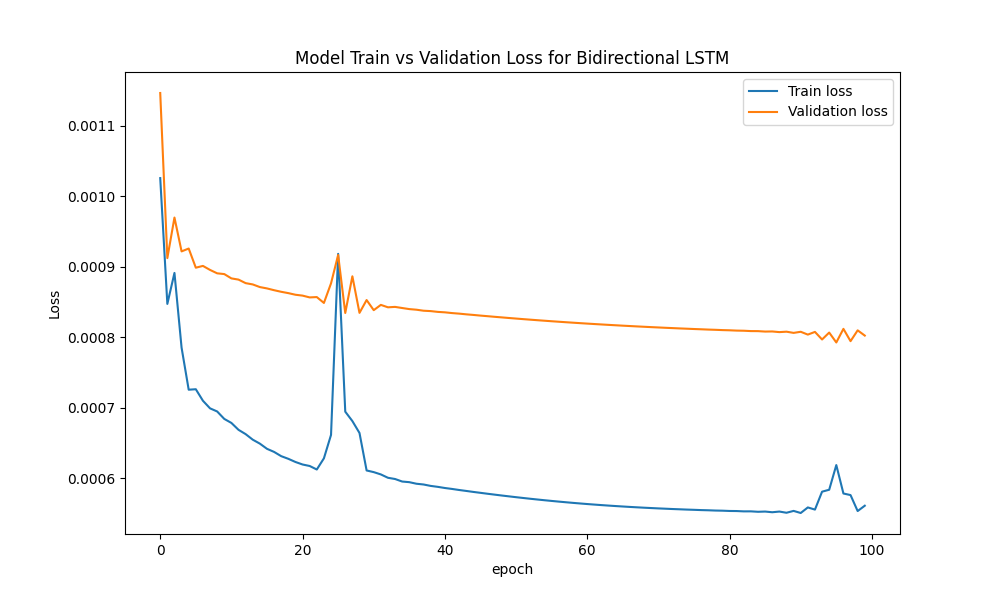 Model Train vs Validation Loss for Bidirectional LSTM
Train loss
Validation loss
0.0011
0.0010
0.0009
0.0008
0.0007
0.0006
Loss
0 20 40 60 80 100
epoch